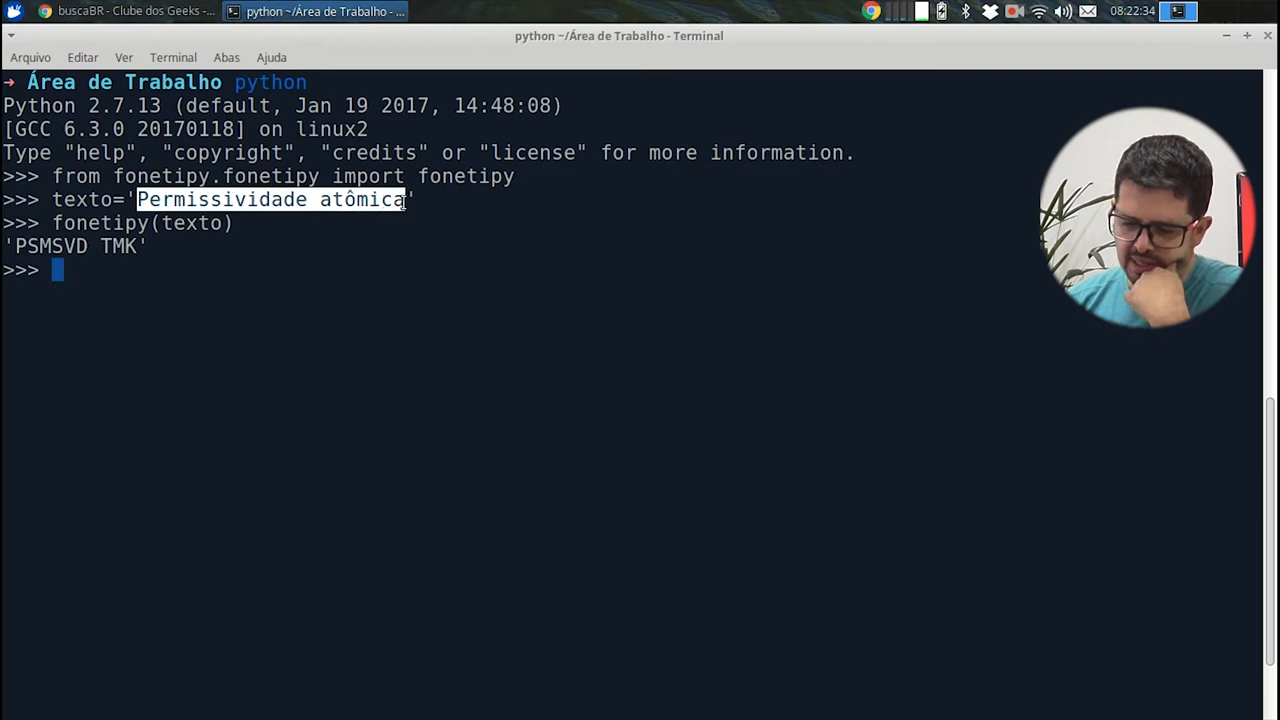 buscaBR - Clube dos Geeks -...
python ~/Área de Trabalho - ...
08:22:34
python ~/Área de Trabalho - Terminal
Arquivo Editar Ver Terminal Abas Ajuda
➜ Área de Trabalho python
Python 2.7.13 (default, Jan 19 2017, 14:48:08)
[GCC 6.3.0 20170118] on linux2
Type "help", "copyright", "credits" or "license" for more information.
>>> from fonetipy.fonetipy import fonetipy
>>> texto='Permissividade atômica'
>>> fonetipy(texto)
'PSMSVD TMK'
>>>